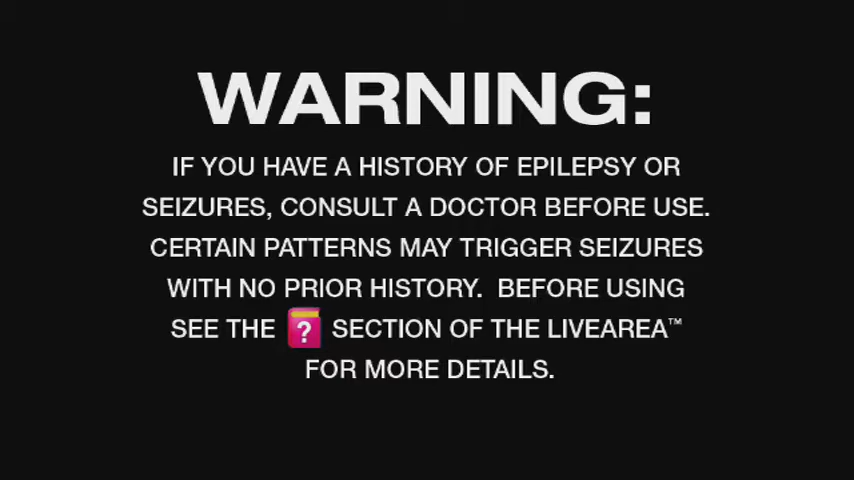 WARNING:
IF YOU HAVE A HISTORY OF EPILEPSY OR
SEIZURES, CONSULT A DOCTOR BEFORE USE.
CERTAIN PATTERNS MAY TRIGGER SEIZURES
WITH NO PRIOR HISTORY.  BEFORE USING
SEE THE ? SECTION OF THE LIVEAREA™
FOR MORE DETAILS.